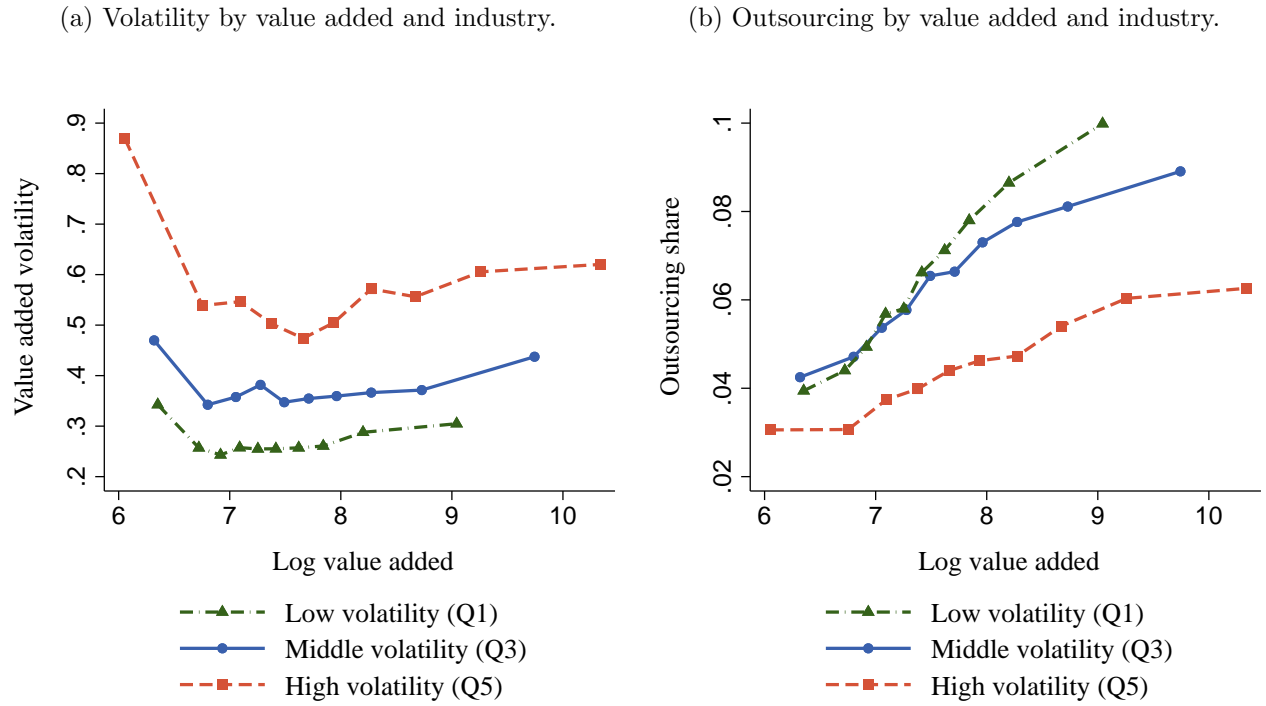 (a) Volatility by value added and industry.
(b) Outsourcing by value added and industry.
Value added volatility
.9
.8
.7
.6
.5
.4
.3
.2
6 7 8 9 10
Log value added
Low volatility (Q1)
Middle volatility (Q3)
High volatility (Q5)
Outsourcing share
.1
.08
.06
.04
.02
6 7 8 9 10
Log value added
Low volatility (Q1)
Middle volatility (Q3)
High volatility (Q5)